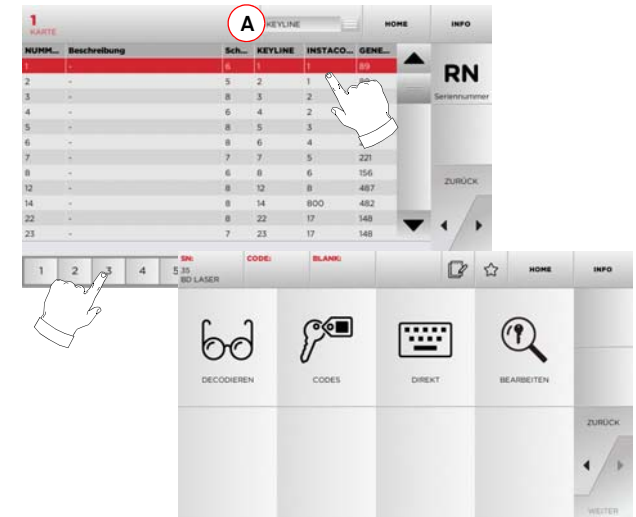 1
KARTE
A
KEYLINE
HOME
INFO
NUMM... Beschreibung Sch... KEYLINE INSTACO... GENE...
1 - 6 1 1 89
2 - 5 2 1
3 - 8 3 2
4 - 6 4 2
5 - 8 5 3
6 - 8 6 4
7 - 7 7 5 221
8 - 6 8 6 156
12 - 8 12 8 487
14 - 8 14 800 482
22 - 8 22 17 148
23 - 7 23 17 148
RN
Seriennummer
ZURÜCK
1 2 3 4 5
SN:
35
BD LASER
CODE:
BLANK:
HOME
INFO
DECODIEREN
CODES
DIREKT
BEARBEITEN
ZURÜCK
WEITER